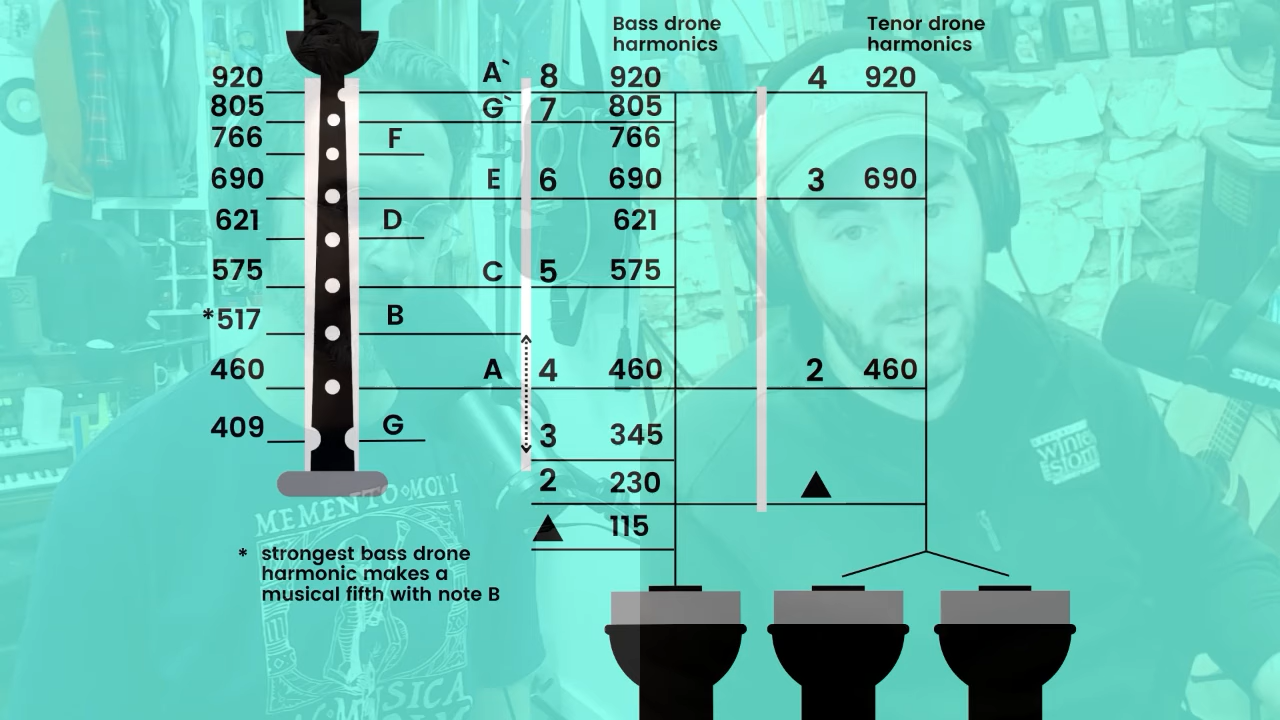 Bass drone
harmonics
Tenor drone
harmonics
920 A` 8 920 4 920
805 G` 7 805
766 F 766
690 E 6 690 3 690
621 D 621
575 C 5 575
*517 B
460 A 4 460 2 460
409 G 3 345
2 230
115
* strongest bass drone
harmonic makes a
musical fifth with note B
MEMENTO MORI
MUSICA
SHURE